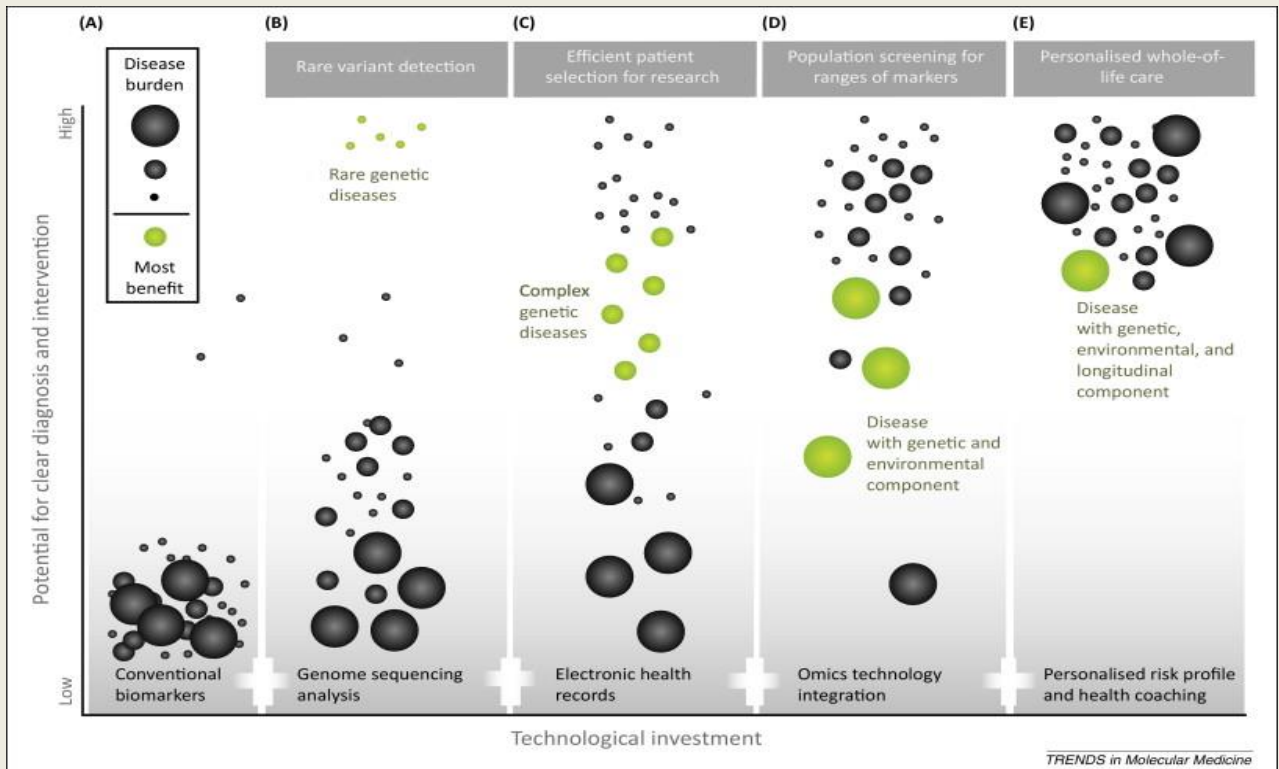 (A)
(B)
(C)
(D)
(E)
Disease
burden
Most
benefit
Rare variant detection
Efficient patient
selection for research
Population screening for
ranges of markers
Personalised whole-of-
life care
High
Potential for clear diagnosis and intervention
Low
Rare genetic
diseases
Complex
genetic
diseases
Disease
with genetic and
environmental
component
Disease
with genetic,
environmental, and
longitudinal
component
Conventional
biomarkers
Genome sequencing
analysis
Electronic health
records
Omics technology
integration
Personalised risk profile
and health coaching
Technological investment
TRENDS in Molecular Medicine